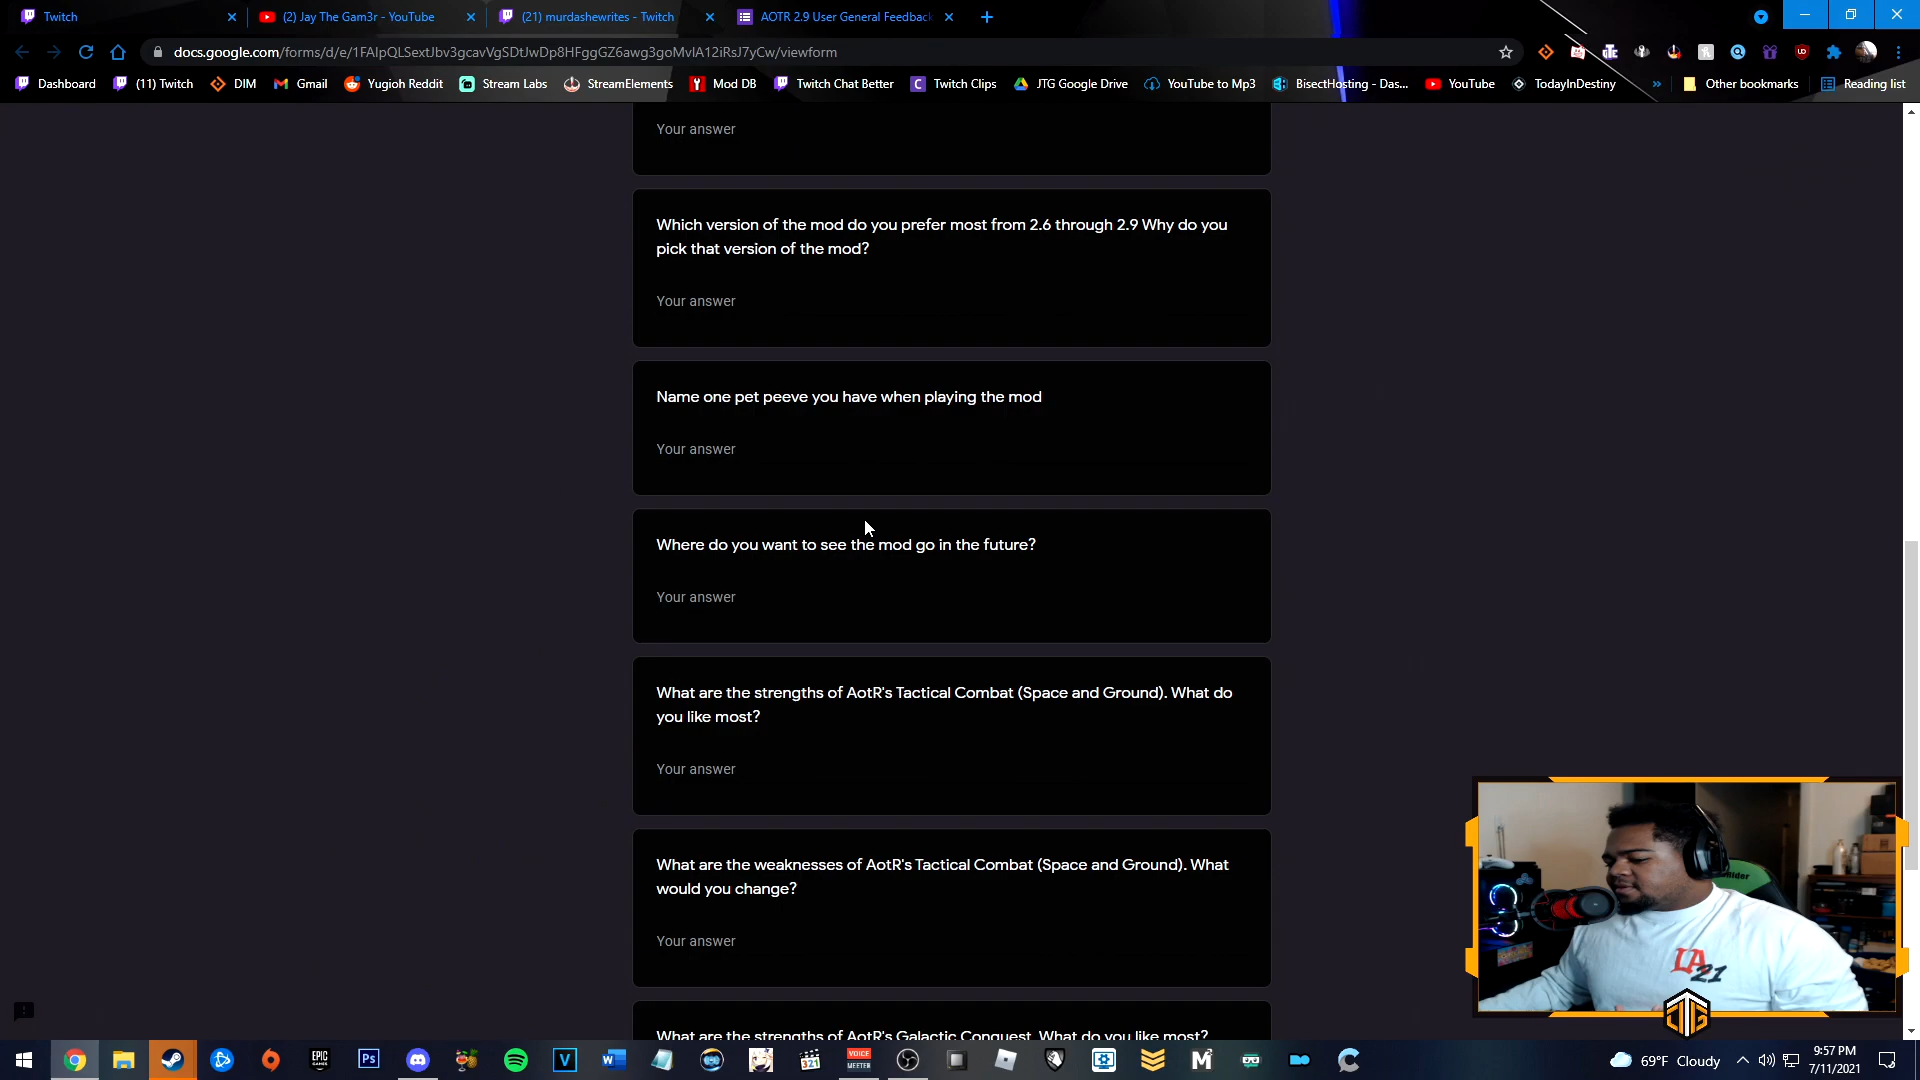 Twitch
(2) Jay The Gam3r - YouTube
(21) murdashewrites - Twitch
AOTR 2.9 User General Feedback
docs.google.com/forms/d/e/1FAIpQLSextJbv3gcavVgSDtJwDp8HFggGZ6awg3goMvIA12iRsJ7yCw/viewform
Dashboard
(11) Twitch
DIM
Gmail
Yugioh Reddit
Stream Labs
StreamElements
Mod DB
Twitch Chat Better
Twitch Clips
JTG Google Drive
YouTube to Mp3
BisectHosting - Das...
YouTube
TodayInDestiny
»
Other bookmarks
Reading list
Your answer
Which version of the mod do you prefer most from 2.6 through 2.9 Why do you
pick that version of the mod?
Your answer
Name one pet peeve you have when playing the mod
Your answer
Where do you want to see the mod go in the future?
Your answer
What are the strengths of AotR's Tactical Combat (Space and Ground). What do
you like most?
Your answer
What are the weaknesses of AotR's Tactical Combat (Space and Ground). What
would you change?
Your answer
What are the strengths of AotR's Galactic Conquest. What do you like most?
LA
21
EPIC
GAMES
Ps
V
321
VOICE
MEETER
M
69°F Cloudy
9:57 PM
7/11/2021